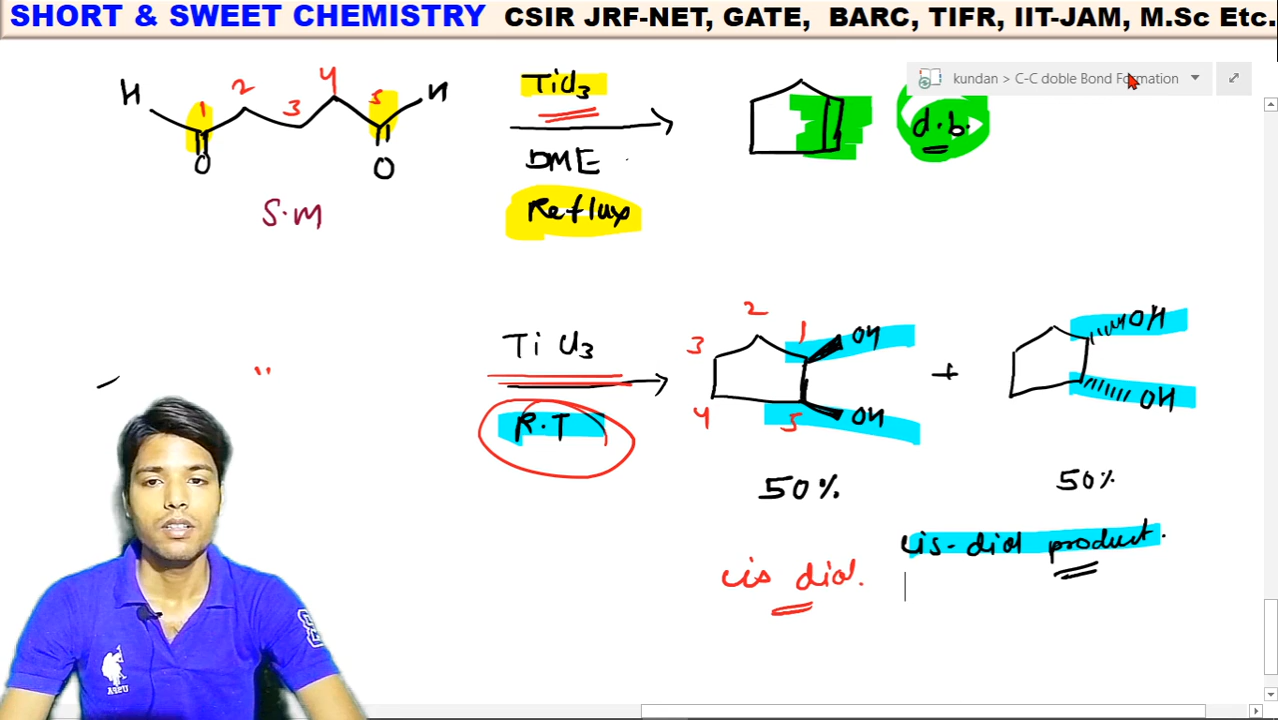 SHORT & SWEET CHEMISTRY CSIR JRF-NET, GATE, BARC, TIFR, IIT-JAM, M.Sc Etc.
kundan > C-C doble Bond Formation
H 1 2 3 4 5 H
O O
S.M
TiCl3
DME
Reflux
d.b.
"
TiCl3
R.T
1 2 3 4 5
OH
OH
+
OH
OH
50%
50%
cis diol.
cis-diol product.